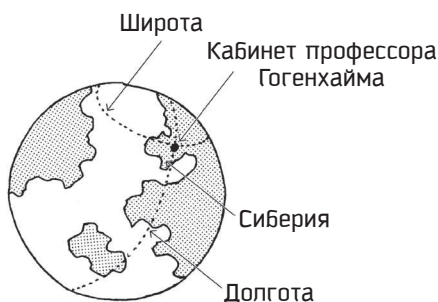 Широта
Кабинет профессора
Гогенхайма
Сиберия
Долгота